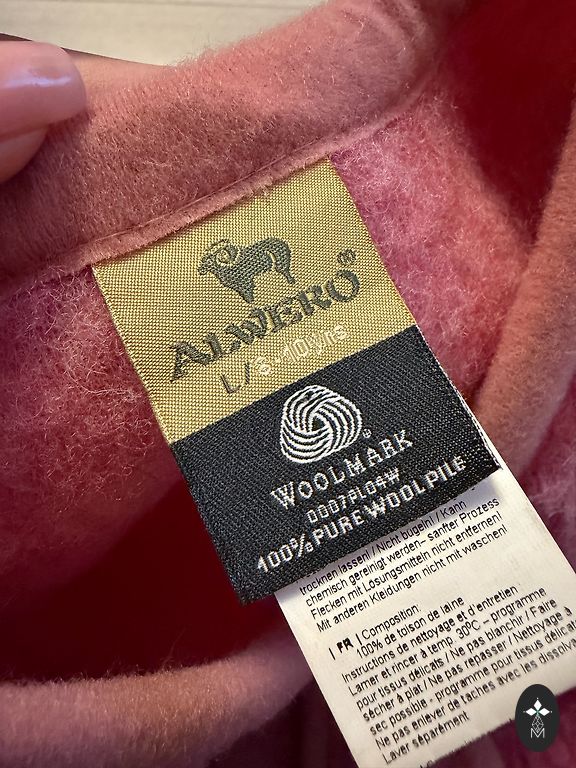 ALWERO®
L / 8-10yrs
WOOLMARK
0007PL04W
100% PURE WOOL PILE
trocknen lassen! / Nicht bügeln! / Kann
chemisch gereinigt werden– sanfter Prozess
Flecken mit Lösungsmitteln nicht entfernen!
Mit anderen Kleidungen nicht mit waschen!
| FR | Composition:
100% de toison de laine
Instructions de nettoyage et d'entretien:
Lamer et rincer à temp. 30ºC – programme
pour tissus délicats / Ne pas blanchir / Faire
sécher à plat / Ne pas repasser / Nettoyage à
sec possible - programme pour tissus délicats
Ne pas enlever de taches avec les dissolva
Laver séparément.
M